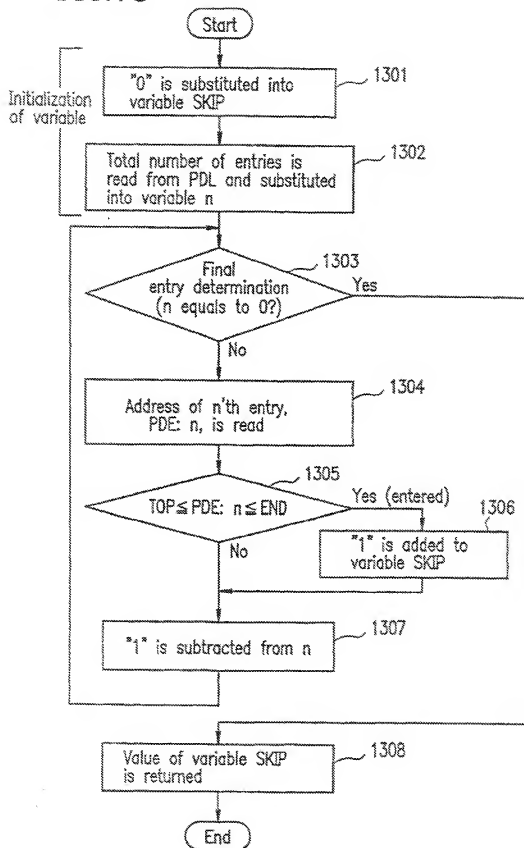 Start
Initialization
of variable
"0" is substituted into
variable SKIP
1301
Total number of entries is
read from PDL and substituted
into variable n
1302
Final
entry determination
(n equals to 0?)
1303
Yes
No
Address of n'th entry,
PDE: n, is read
1304
TOP≦PDE: n≦END
1305
Yes (entered)
No
"1" is added to
variable SKIP
1306
"1" is subtracted from n
1307
Value of variable SKIP
is returned
1308
End